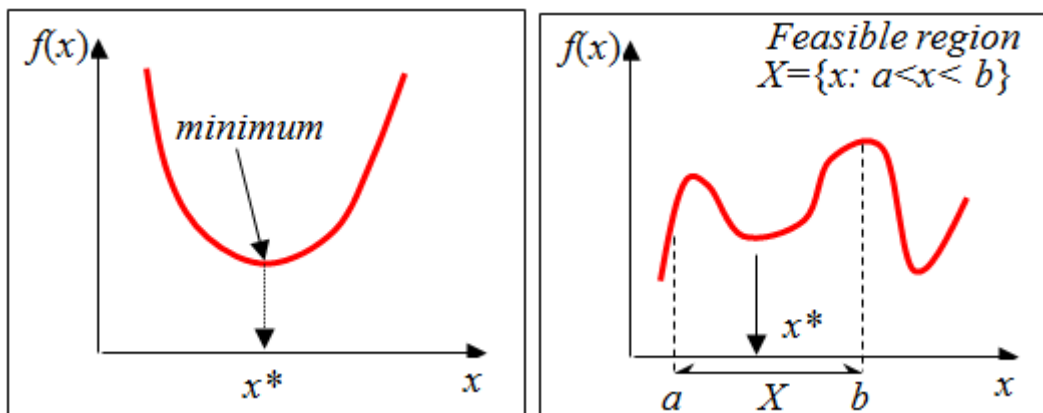 f(x)
minimum
x*
x
Feasible region
f(x)
X={x: a<x< b}
x*
a
X
b
x